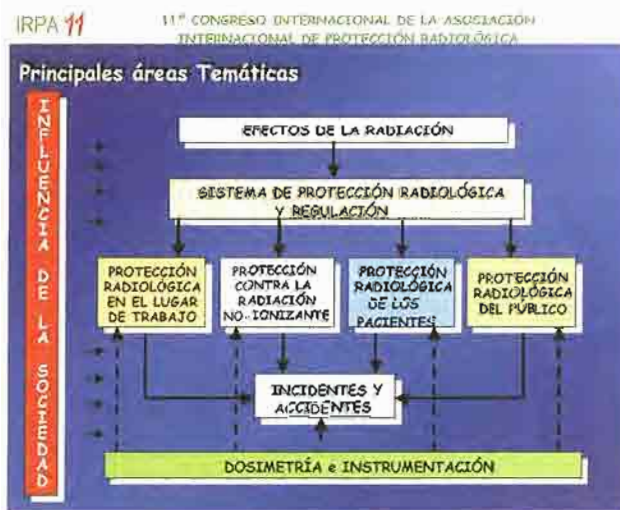 IRPA 11
11º CONGRESO INTERNACIONAL DE LA ASOCIACIÓN
INTERNACIONAL DE PROTECCIÓN RADIOLÓGICA
Principales áreas Temáticas
INFLUENCIA DE LA SOCIEDAD
EFECTOS DE LA RADIACIÓN
SISTEMA DE PROTECCIÓN RADIOLÓGICA
Y REGULACIÓN
PROTECCIÓN
RADIOLÓGICA
EN EL LUGAR
DE TRABAJO
PROTECCIÓN
CONTRA LA
RADIACIÓN
NO-IONIZANTE
PROTECCIÓN
RADIOLÓGICA
DE LOS
PACIENTES
PROTECCIÓN
RADIOLÓGICA
DEL PÚBLICO
INCIDENTES Y
ACCIDENTES
DOSIMETRÍA e INSTRUMENTACIÓN